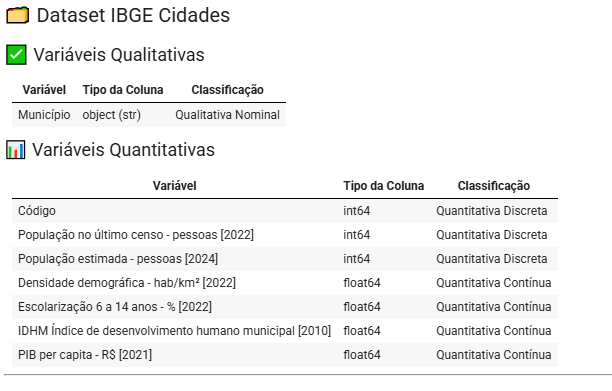 Dataset IBGE Cidades
Variáveis Qualitativas
Variável Tipo da Coluna Classificação
Município object (str) Qualitativa Nominal
Variáveis Quantitativas
Variável Tipo da Coluna Classificação
Código int64 Quantitativa Discreta
População no último censo - pessoas [2022] int64 Quantitativa Discreta
População estimada - pessoas [2024] int64 Quantitativa Discreta
Densidade demográfica - hab/km² [2022] float64 Quantitativa Contínua
Escolarização 6 a 14 anos - % [2022] float64 Quantitativa Contínua
IDHM Índice de desenvolvimento humano municipal [2010] float64 Quantitativa Contínua
PIB per capita - R$ [2021] float64 Quantitativa Contínua